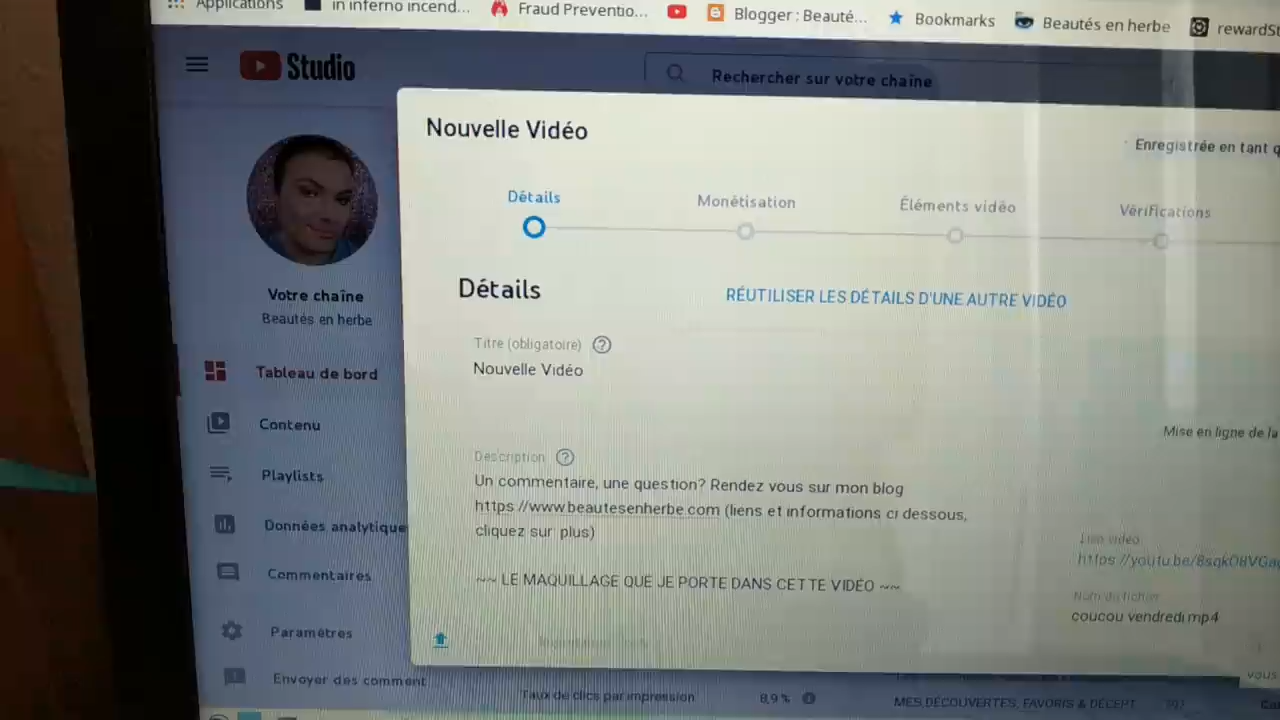 Applications
in inferno incend...
Fraud Preventio...
Blogger : Beauté...
Bookmarks
Beautés en herbe
rewardSt
Studio
Rechercher sur votre chaîne
Nouvelle Vidéo
Enregistrée en tant q
Détails
Monétisation
Éléments vidéo
Vérifications
Détails
RÉUTILISER LES DÉTAILS D'UNE AUTRE VIDÉO
Titre (obligatoire)
Nouvelle Vidéo
Mise en ligne de la
Description
Un commentaire, une question? Rendez vous sur mon blog
https://www.beautesenherbe.com (liens et informations ci dessous,
cliquez sur plus)
~~ LE MAQUILLAGE QUE JE PORTE DANS CETTE VIDÉO ~~
Lien vidéo
https://youtu.be/
Nom du fichier
coucou vendredi.mp4
Votre chaîne
Beautés en herbe
Tableau de bord
Contenu
Playlists
Données analytique
Commentaires
Paramètres
Envoyer des comment
Taux de clics par impression
8,9 %
MES DÉCOUVERTES, FAVORIS & DÉCEPT
vous